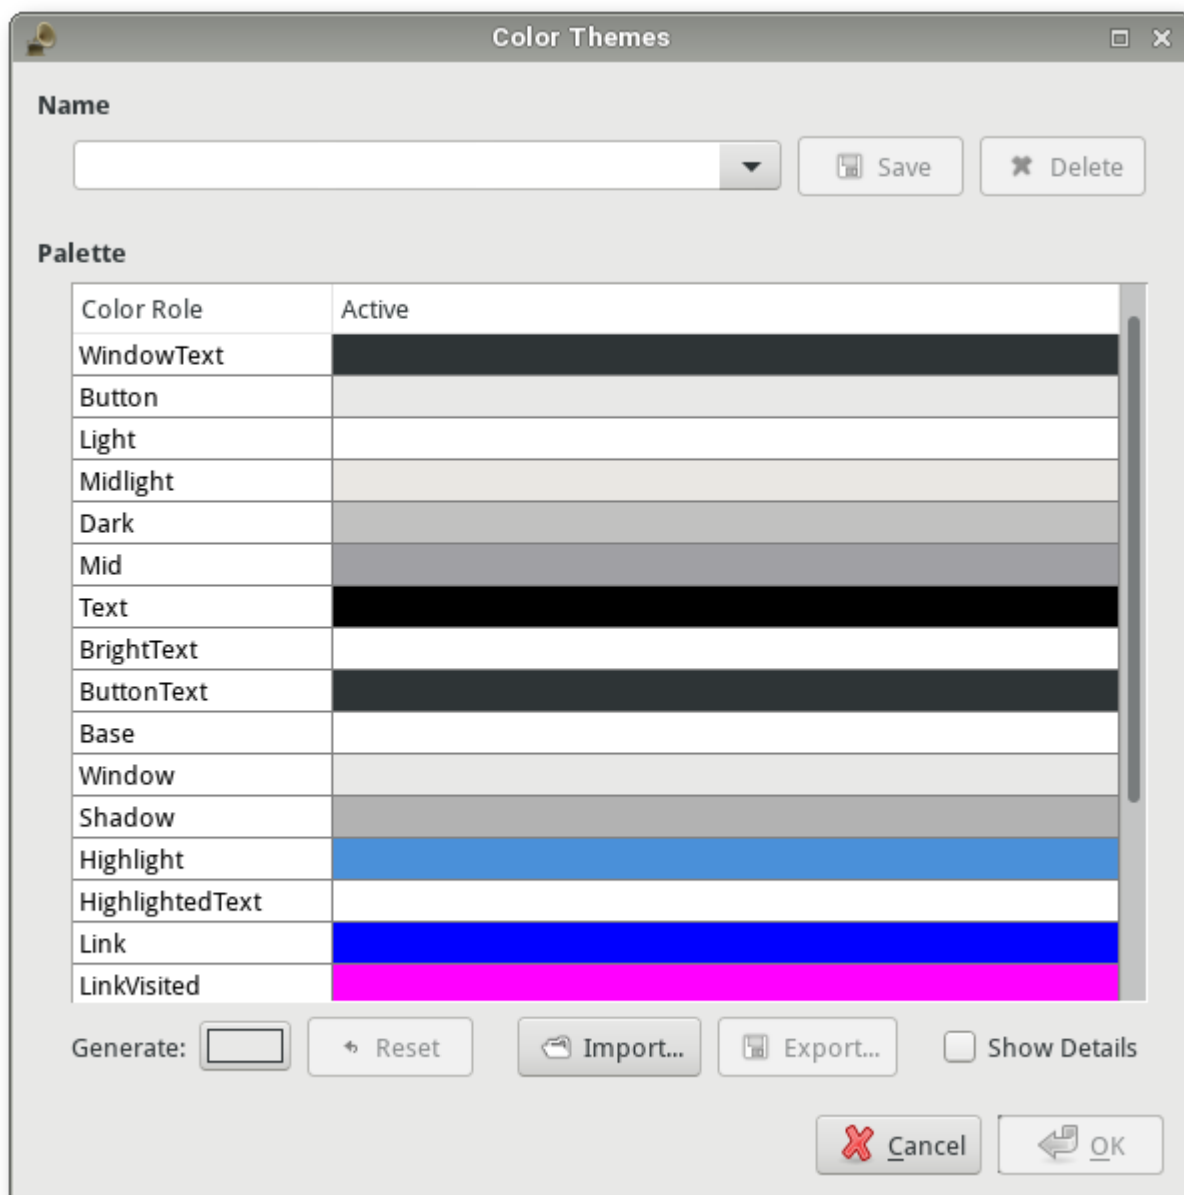 Color Themes
Name
Save
Delete
Palette
Color Role
Active
WindowText
Button
Light
Midlight
Dark
Mid
Text
BrightText
ButtonText
Base
Window
Shadow
Highlight
HighlightedText
Link
LinkVisited
Generate:
Reset
Import...
Export...
Show Details
Cancel
OK